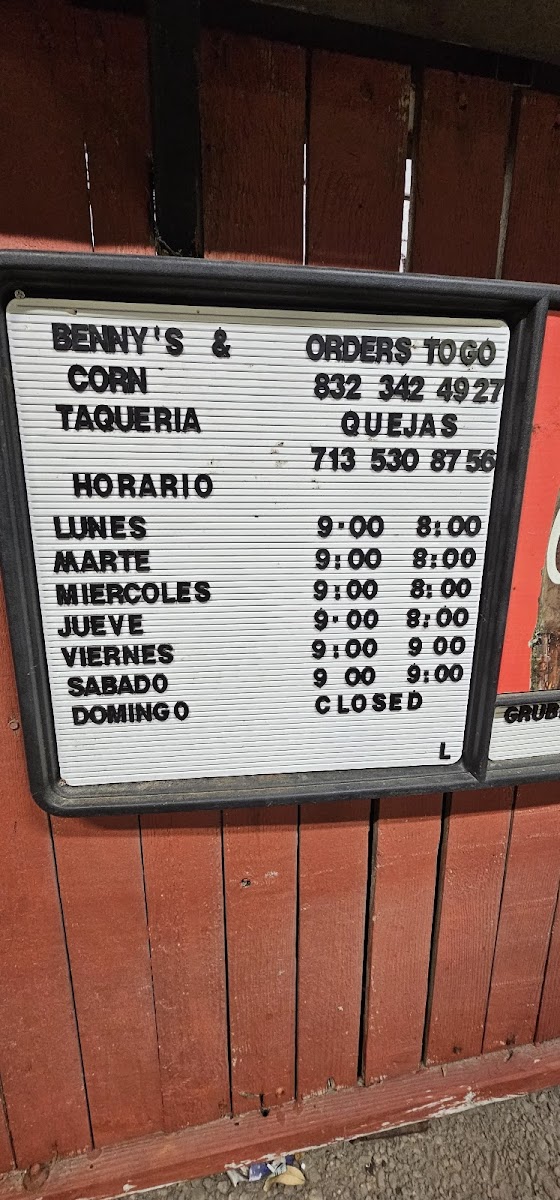 BENNY'S & ORDERS TO GO
CORN 832 342 4927
TAQUERIA QUEJAS
713 530 8756
HORARIO
LUNES 9·00 8:00
MARTE 9:00 8:00
MIERCOLES 9:00 8:00
JUEVE 9·00 8:00
VIERNES 9:00 9 00
SABADO 9 00 9:00
DOMINGO CLOSED
L